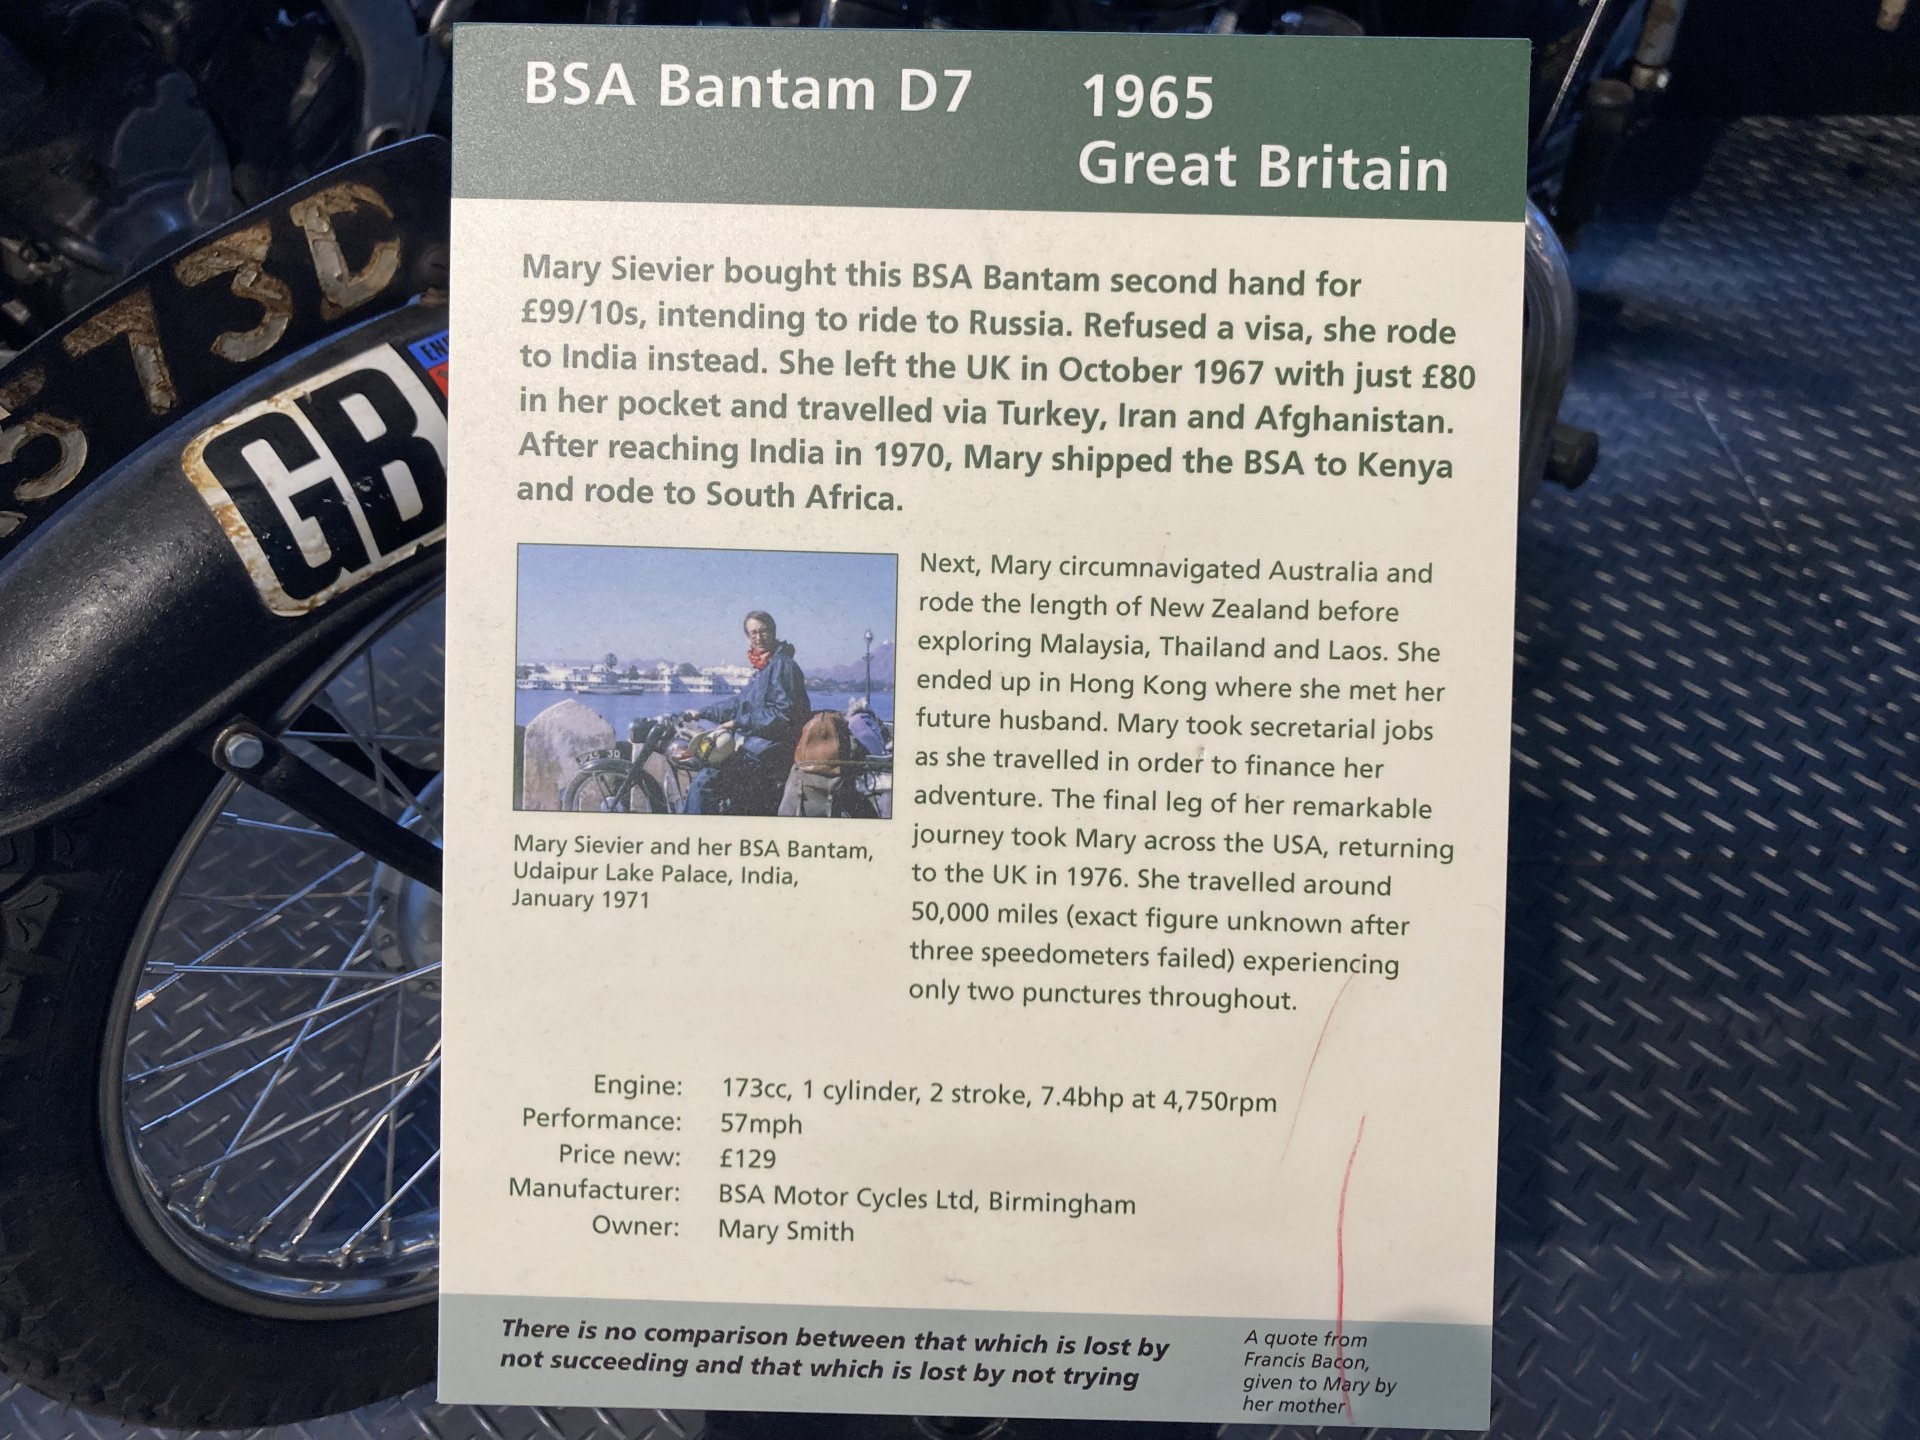 BSA Bantam D7
1965
Great Britain
Mary Sievier bought this BSA Bantam second hand for
£99/10s, intending to ride to Russia. Refused a visa, she rode
to India instead. She left the UK in October 1967 with just £80
in her pocket and travelled via Turkey, Iran and Afghanistan.
After reaching India in 1970, Mary shipped the BSA to Kenya
and rode to South Africa.
Next, Mary circumnavigated Australia and
rode the length of New Zealand before
exploring Malaysia, Thailand and Laos. She
ended up in Hong Kong where she met her
future husband. Mary took secretarial jobs
as she travelled in order to finance her
adventure. The final leg of her remarkable
journey took Mary across the USA, returning
to the UK in 1976. She travelled around
50,000 miles (exact figure unknown after
three speedometers failed) experiencing
only two punctures throughout.
Mary Sievier and her BSA Bantam,
Udaipur Lake Palace, India,
January 1971
Engine: 173cc, 1 cylinder, 2 stroke, 7.4bhp at 4,750rpm
Performance: 57mph
Price new: £129
Manufacturer: BSA Motor Cycles Ltd, Birmingham
Owner: Mary Smith
There is no comparison between that which is lost by
not succeeding and that which is lost by not trying
A quote from
Francis Bacon,
given to Mary by
her mother
573D
GB